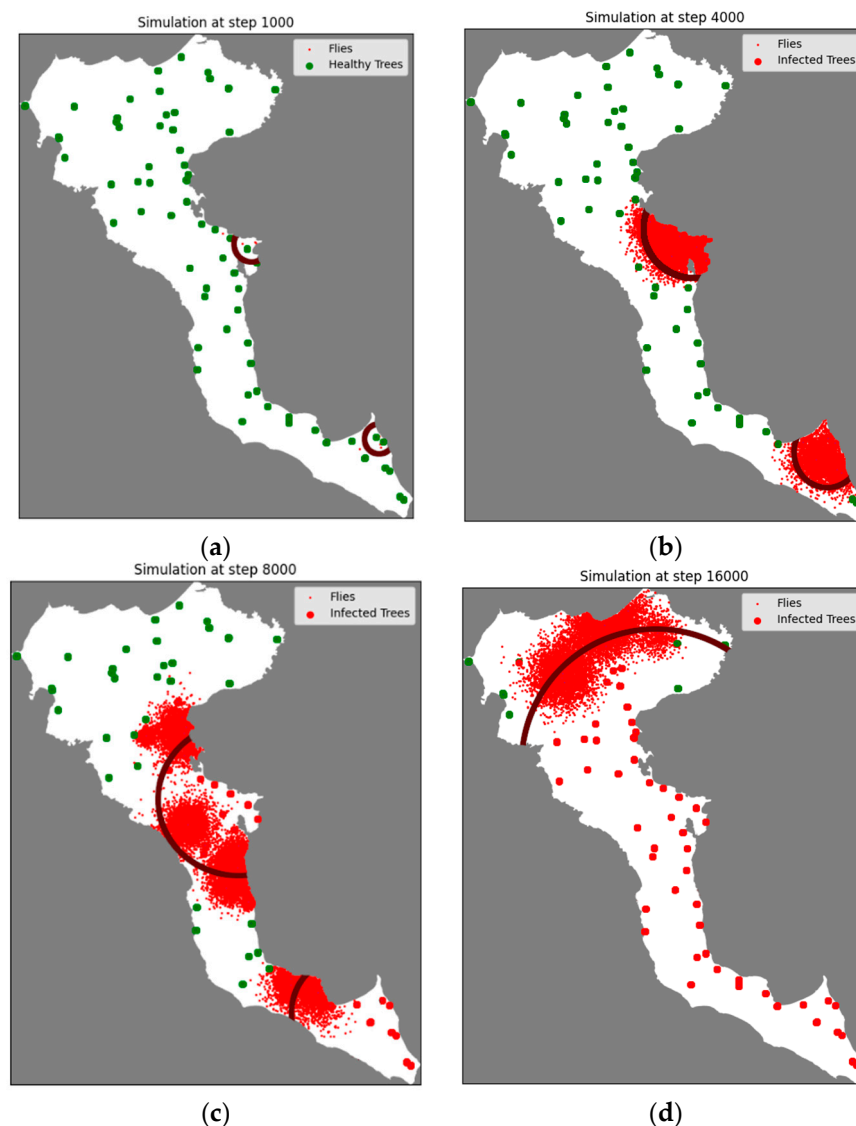 Simulation at step 1000
Flies
Healthy Trees
(a)
Simulation at step 4000
Flies
Infected Trees
(b)
Simulation at step 8000
Flies
Infected Trees
(c)
Simulation at step 16000
Flies
Infected Trees
(d)